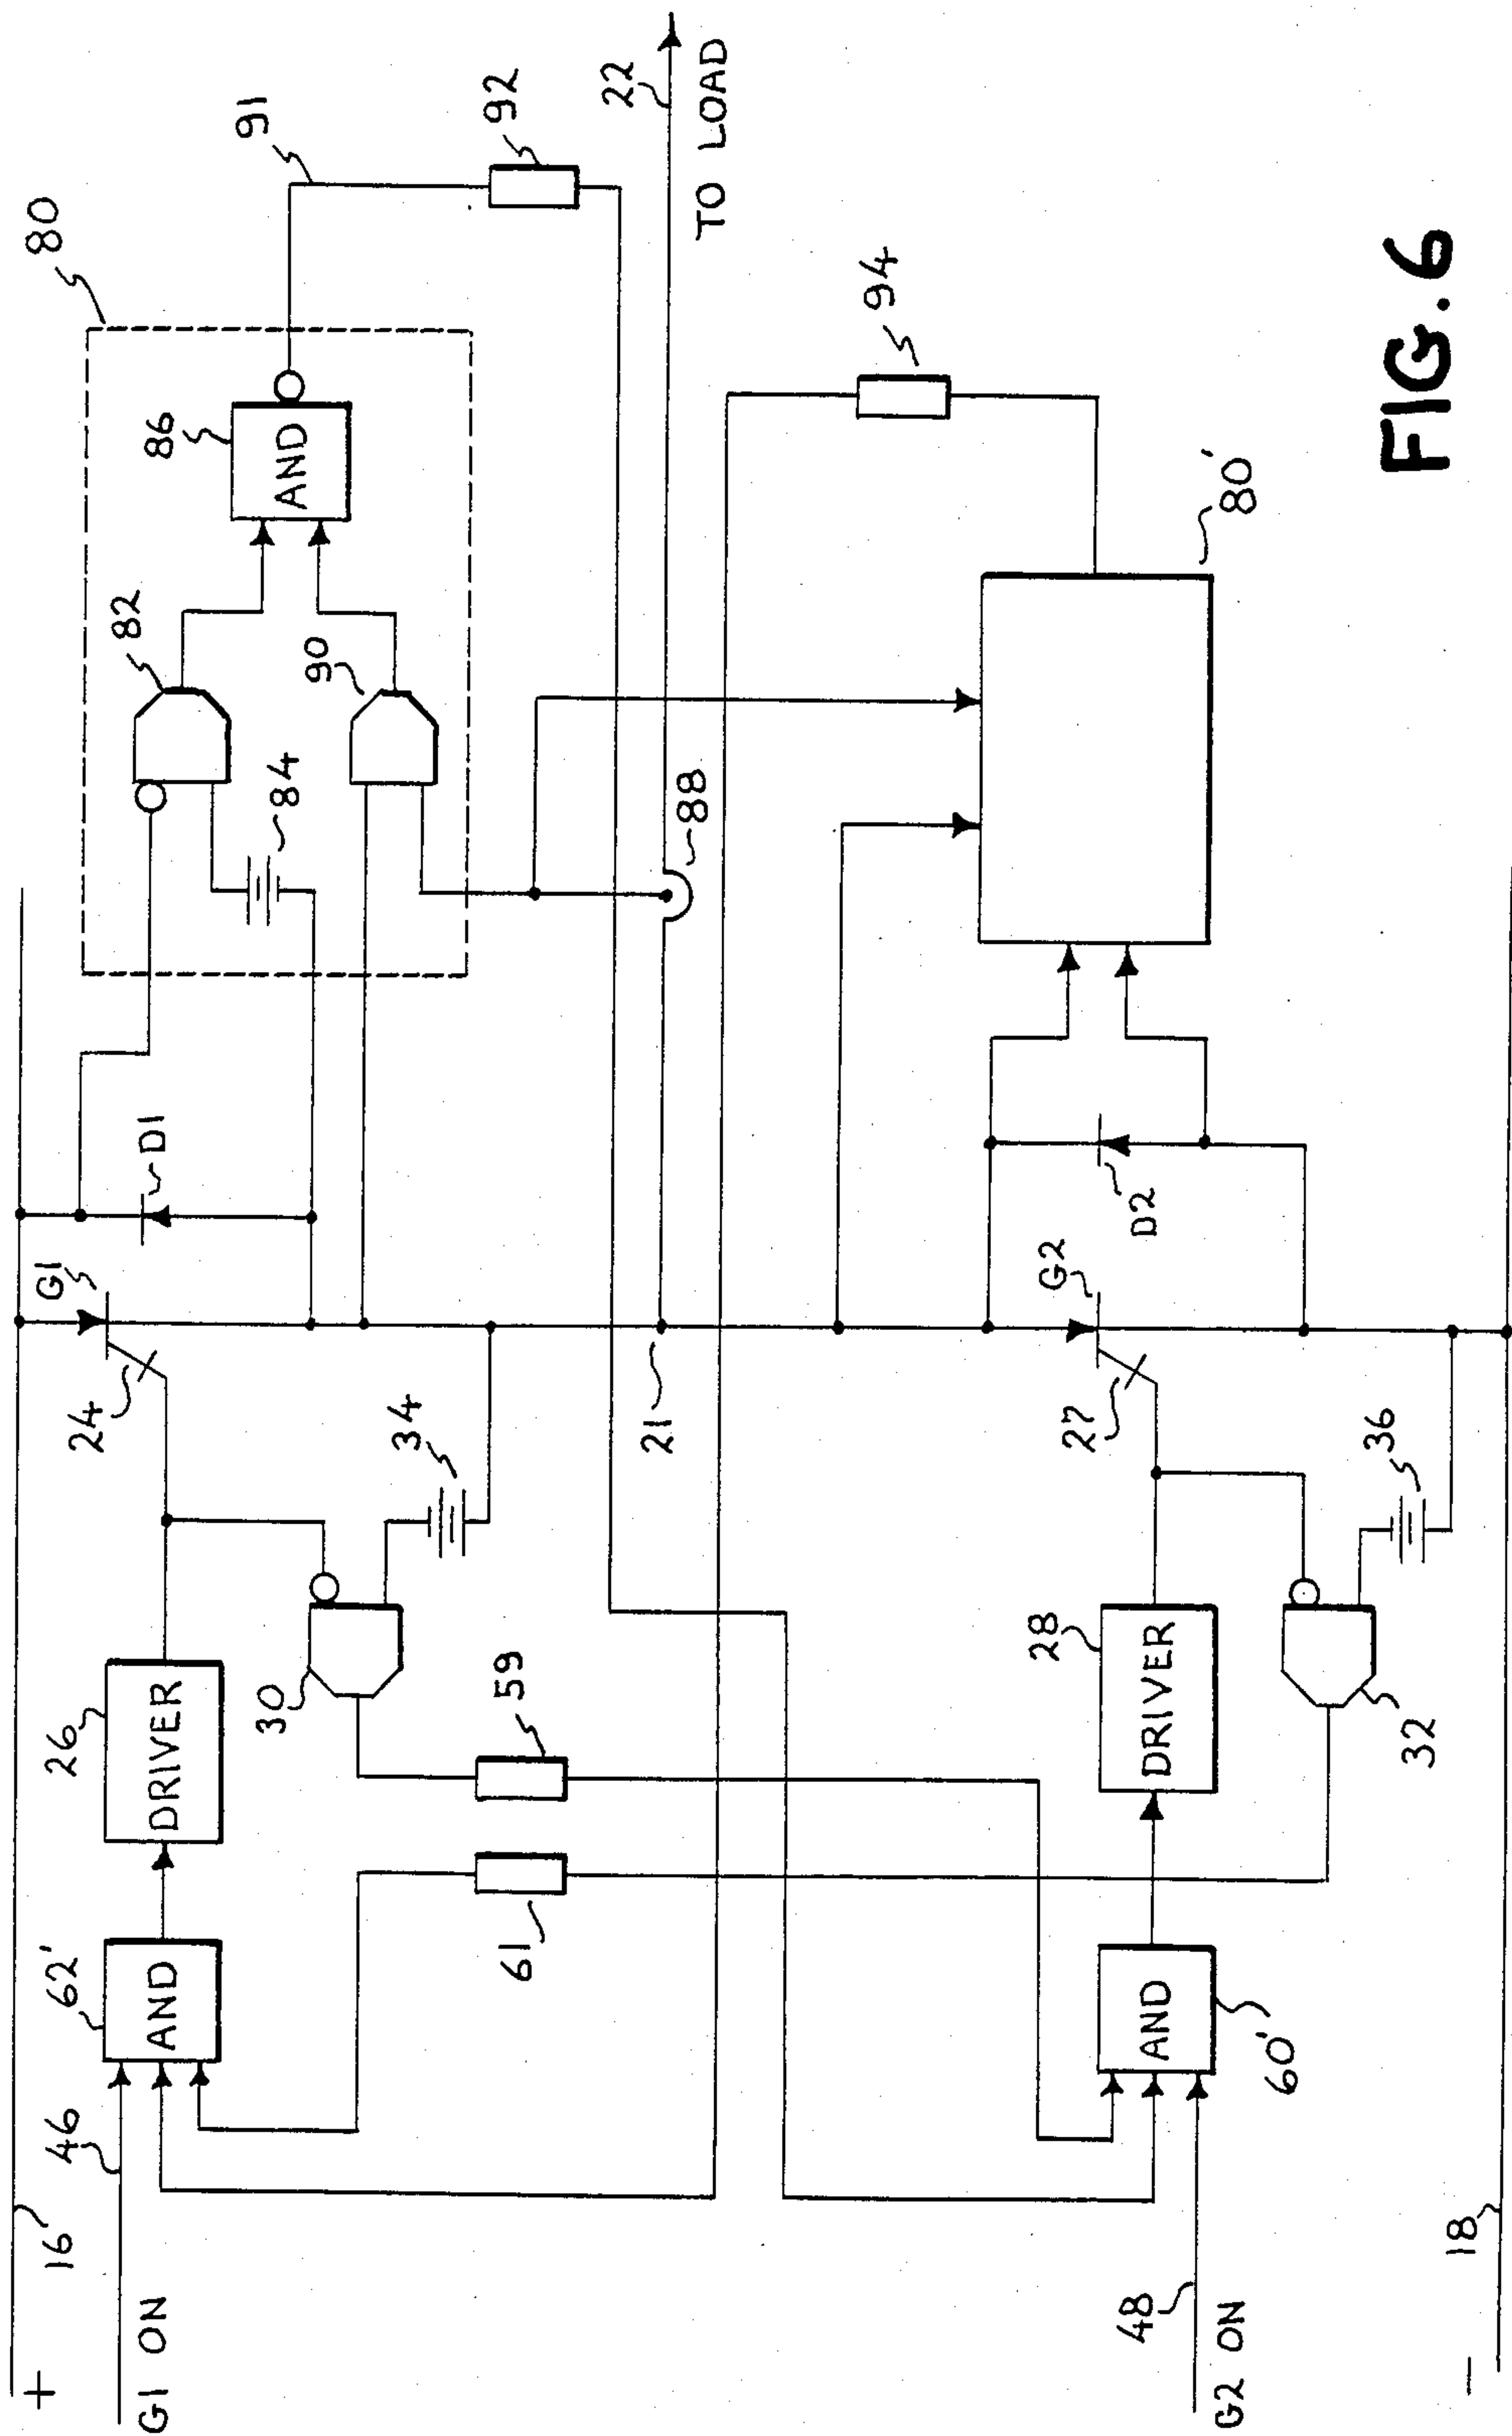 +
16
G1 ON
46
62'
AND
26
DRIVER
24
G1
D1
82
86
AND
80
91
84
90
30
34
59
61
21
88
92
22
TO LOAD
94
80'
48
G2 ON
60'
AND
28
DRIVER
27
G2
D2
32
36
18
−
FIG. 6